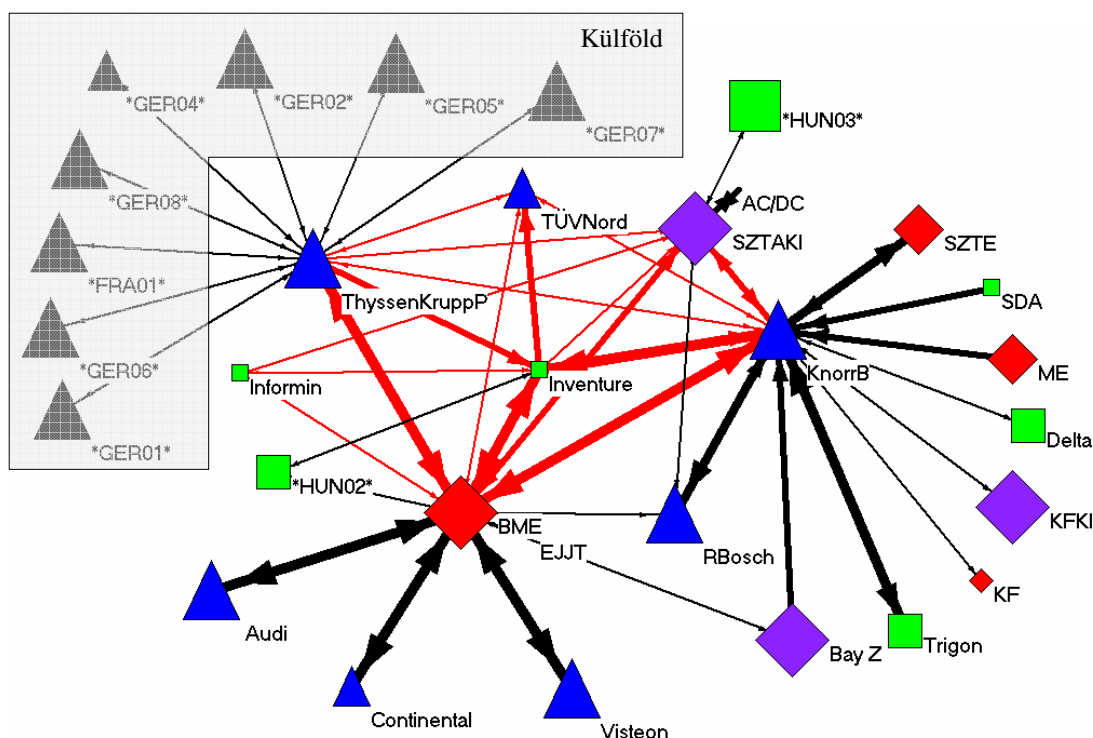 Külföld
*GER04*
*GER02*
*GER05*
*GER07*
*HUN03*
*GER08*
AC/DC
TÜVNord
SZTAKI
SZTE
*FRA01*
ThyssenKruppP
SDA
*GER06*
Informin
Inventure
KnorrB
ME
*GER01*
Delta
*HUN02*
BME
KFKI
EJJT
RBosch
KF
Audi
Bay Z
Trigon
Continental
Visteon